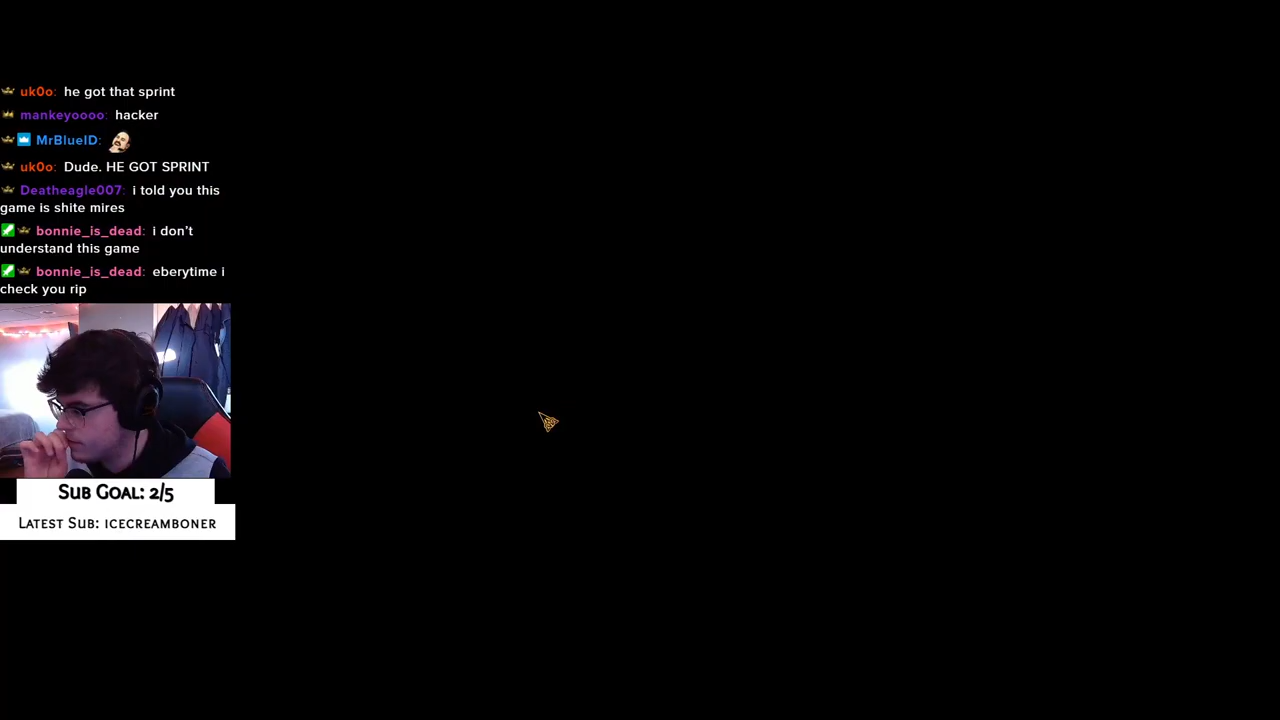 uk0o: he got that sprint
mankeyoooo: hacker
MrBlueID:
uk0o: Dude. HE GOT SPRINT
Deatheagle007: i told you this
game is shite mires
bonnie_is_dead: i don't
understand this game
bonnie_is_dead: eberytime i
check you rip
Sub Goal: 2/5
Latest Sub: icecreamboner